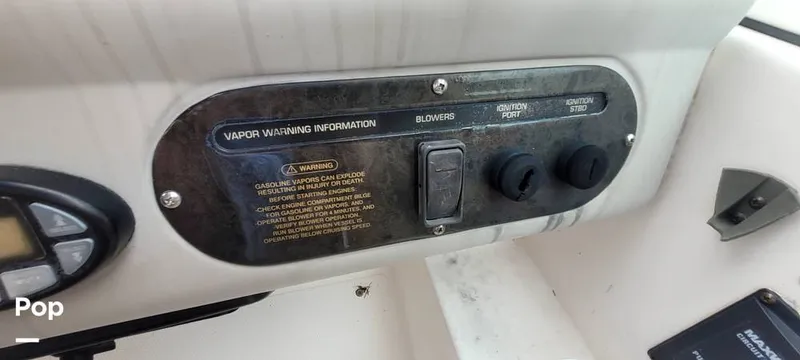 VAPOR WARNING INFORMATION
BLOWERS
IGNITION
PORT
IGNITION
STBD
WARNING
GASOLINE VAPORS CAN EXPLODE
RESULTING IN INJURY OR DEATH.
BEFORE STARTING ENGINES:
-CHECK ENGINE COMPARTMENT BILGE
FOR GASOLINE OR VAPORS, AND
OPERATE BLOWER FOR 4 MINUTES, AND
-VERIFY BLOWER OPERATION.
RUN BLOWER WHEN VESSEL IS
OPERATING BELOW CRUISING SPEED.
Pop